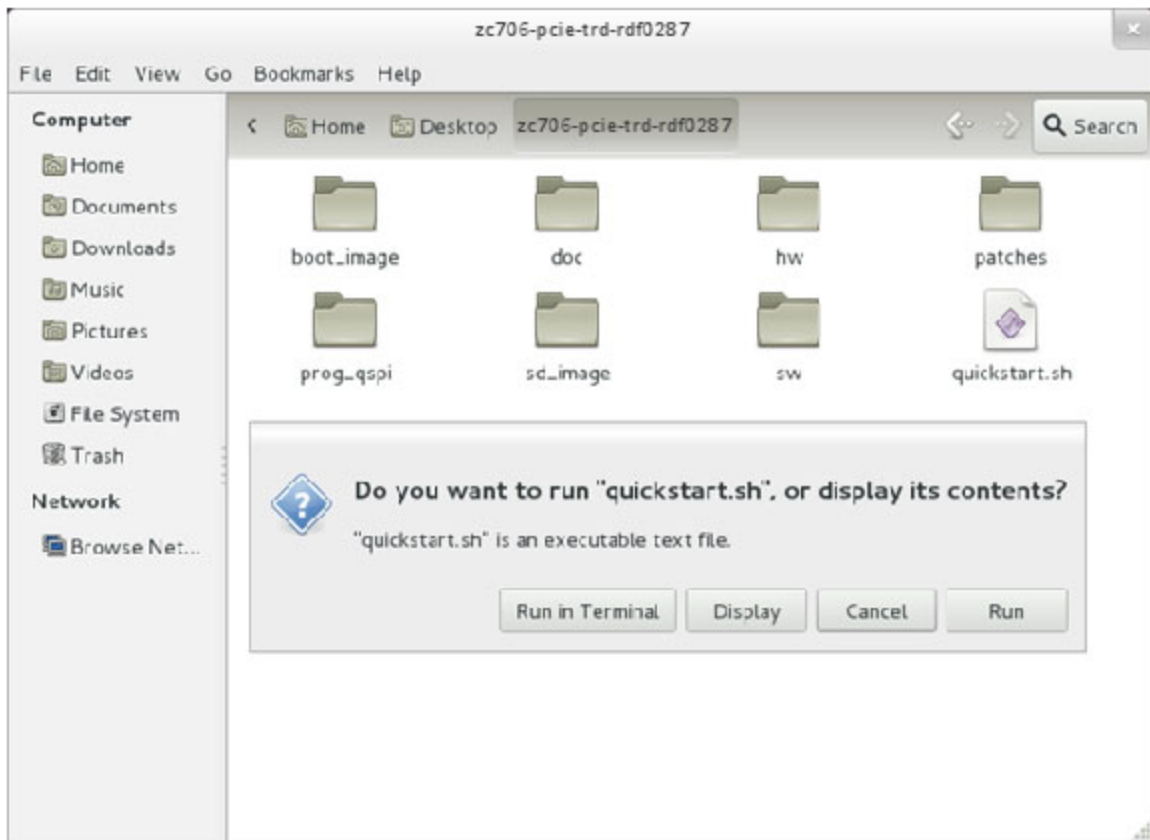 zc706-pcie-trd-rdf0287
File Edit View Go Bookmarks Help
Computer
Home
Documents
Downloads
Music
Pictures
Videos
File System
Trash
Network
Browse Net...
Home Desktop zc706-pcie-trd-rdf0287 Search
boot_image doc hw patches
prog_qspi sd_image sw quickstart.sh
Do you want to run "quickstart.sh", or display its contents?
"quickstart.sh" is an executable text file.
Run in Terminal Display Cancel Run